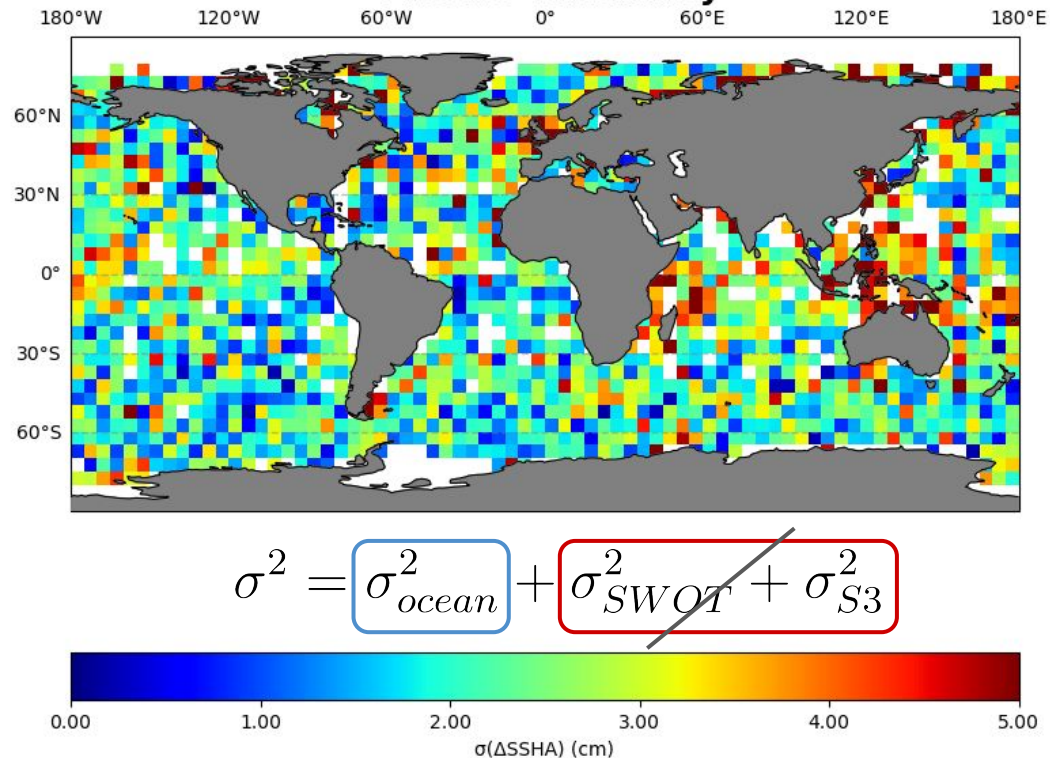 180°W 120°W 60°W 0° 60°E 120°E 180°E
60°N
30°N
0°
30°S
60°S
σ² = σ²ocean + σ²SWOT + σ²S3
0.00 1.00 2.00 3.00 4.00 5.00
σ(ΔSSHA) (cm)